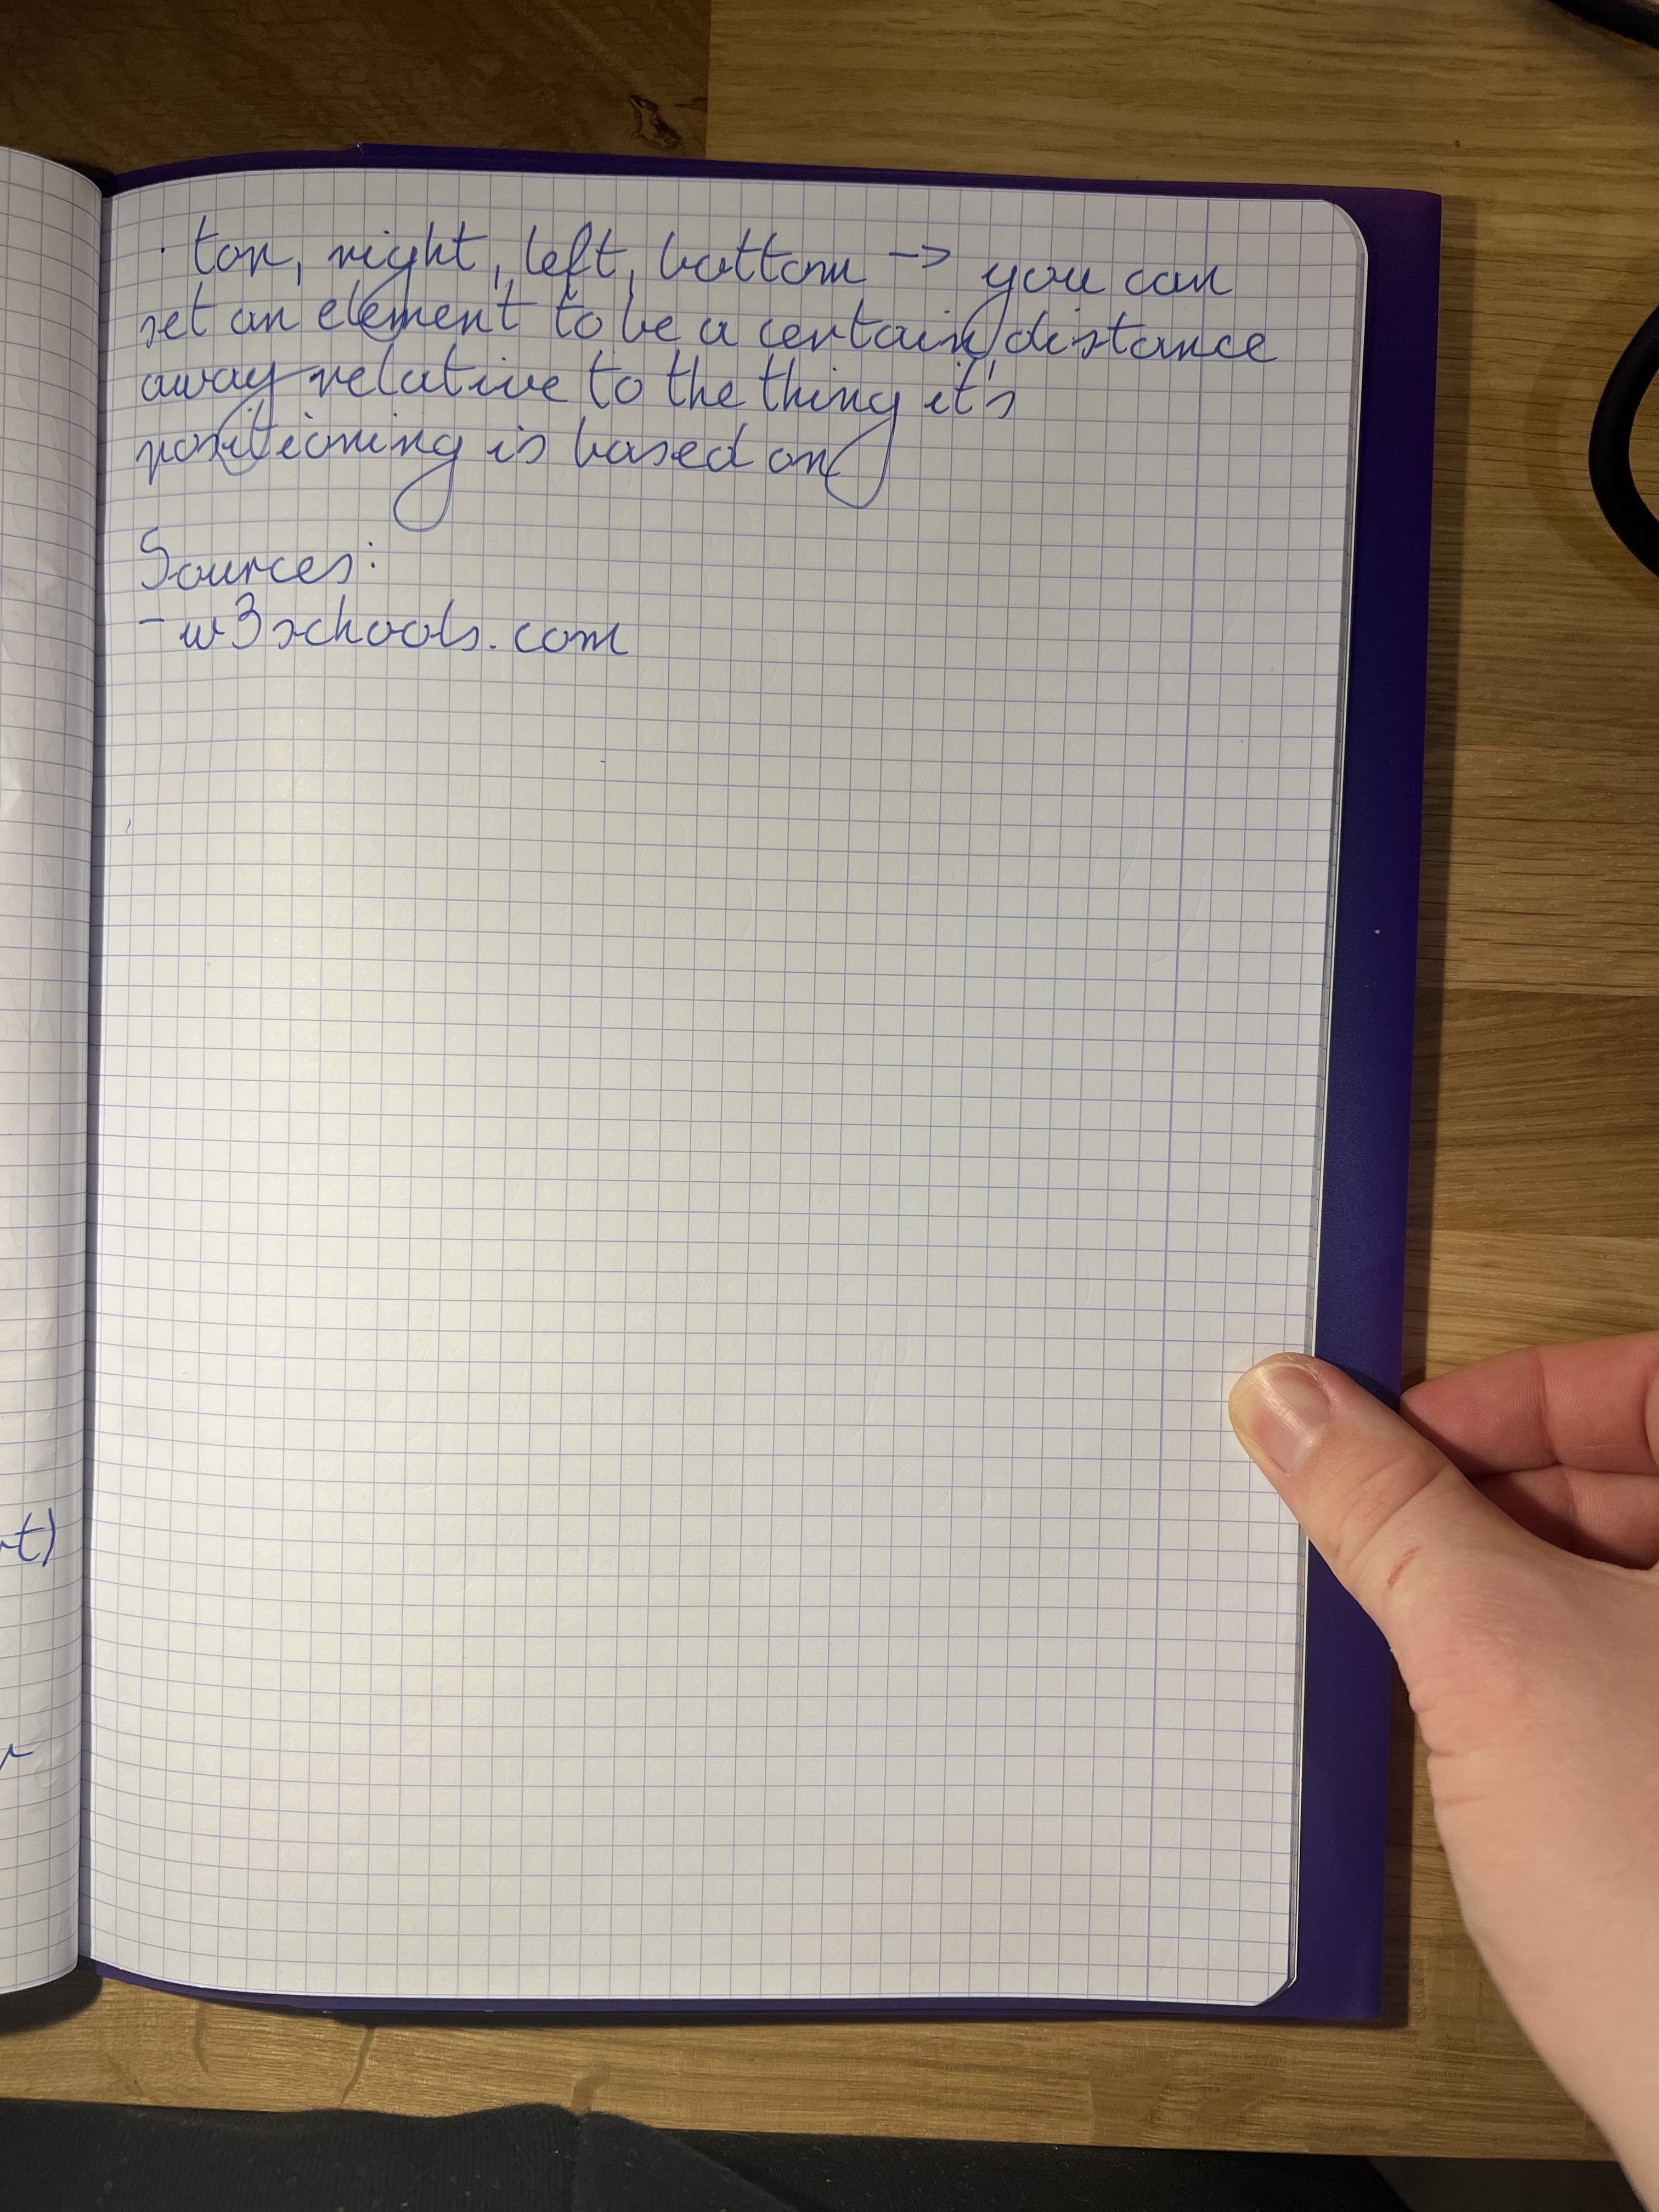 · top, right, left, bottom -> you can
set an element to be a certain distance
away relative to the thing it's
positioning is based on
Sources:
- w3schools.com